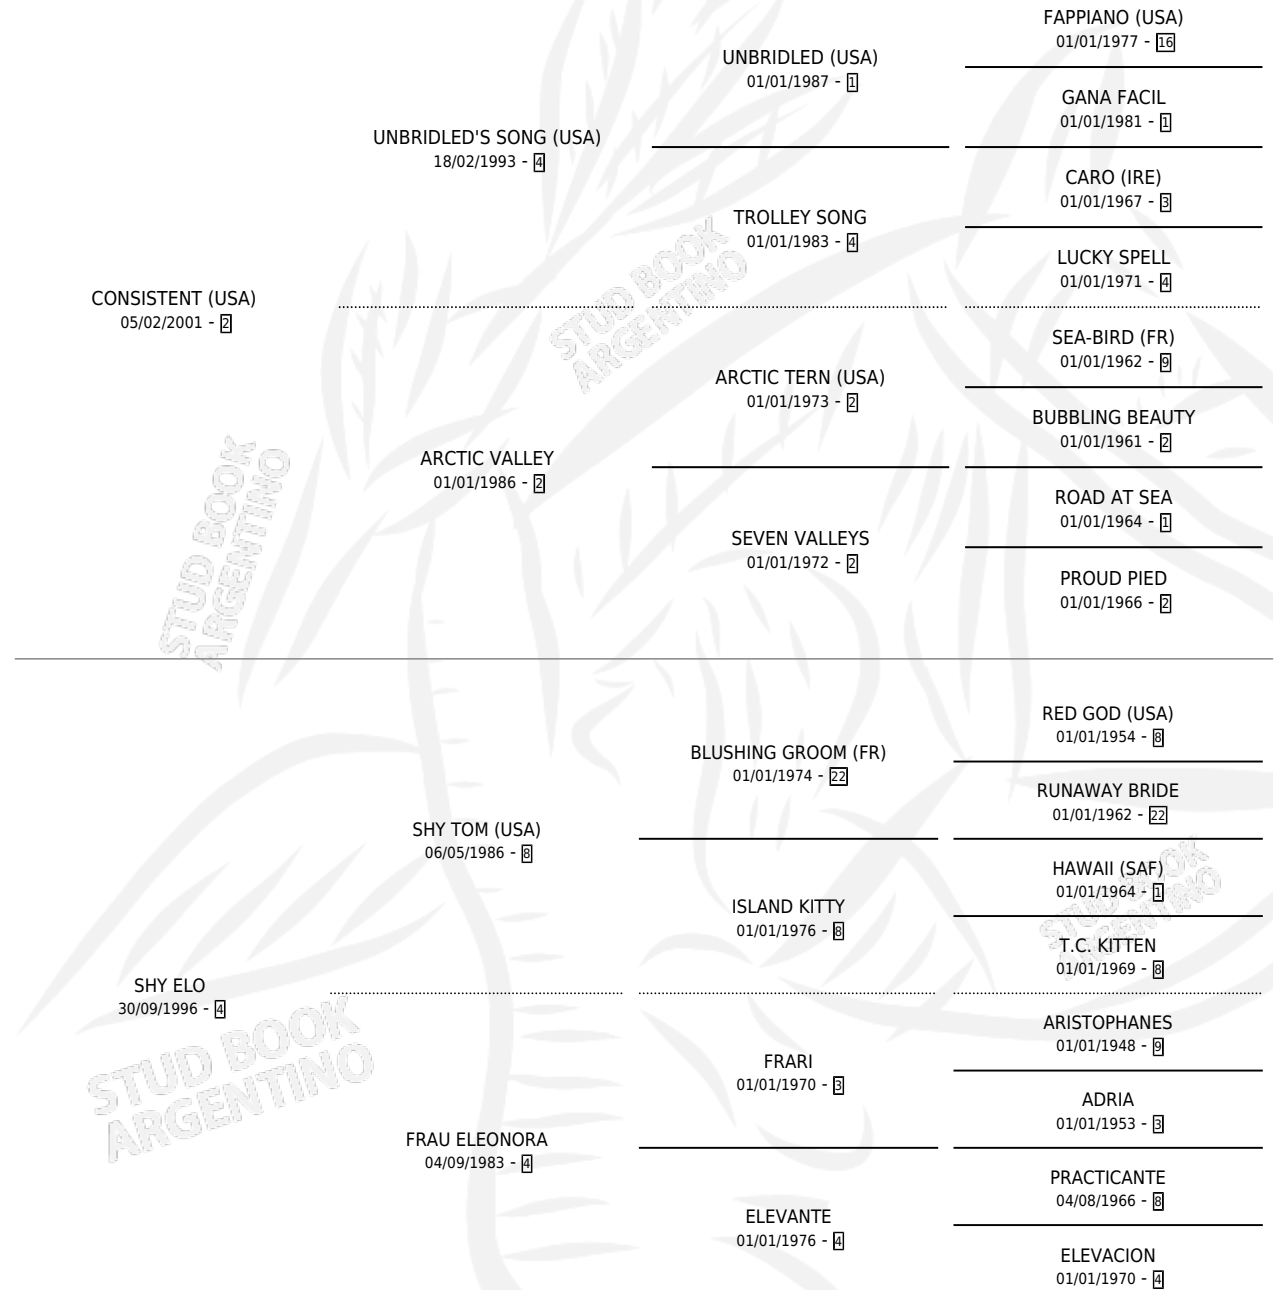 FAPPIANO (USA)
01/01/1977 - 16
UNBRIDLED (USA)
01/01/1987 - 1
GANA FACIL
01/01/1981 - 1
UNBRIDLED'S SONG (USA)
18/02/1993 - 4
CARO (IRE)
01/01/1967 - 3
TROLLEY SONG
01/01/1983 - 4
LUCKY SPELL
01/01/1971 - 4
CONSISTENT (USA)
05/02/2001 - 2
SEA-BIRD (FR)
01/01/1962 - 9
ARCTIC TERN (USA)
01/01/1973 - 2
BUBBLING BEAUTY
01/01/1961 - 2
ARCTIC VALLEY
01/01/1986 - 2
ROAD AT SEA
01/01/1964 - 1
SEVEN VALLEYS
01/01/1972 - 2
PROUD PIED
01/01/1966 - 2
STUD BOOK
ARGENTINO
STUD BOOK
ARGENTINO
RED GOD (USA)
01/01/1954 - 8
BLUSHING GROOM (FR)
01/01/1974 - 22
RUNAWAY BRIDE
01/01/1962 - 22
SHY TOM (USA)
06/05/1986 - 8
HAWAII (SAF)
01/01/1964 - 1
ISLAND KITTY
01/01/1976 - 8
T.C. KITTEN
01/01/1969 - 8
STUD BOOK
ARGENTINO
SHY ELO
30/09/1996 - 4
ARISTOPHANES
01/01/1948 - 9
FRARI
01/01/1970 - 3
ADRIA
01/01/1953 - 3
FRAU ELEONORA
04/09/1983 - 4
PRACTICANTE
04/08/1966 - 8
ELEVANTE
01/01/1976 - 4
ELEVACION
01/01/1970 - 4
STUD BOOK
ARGENTINO